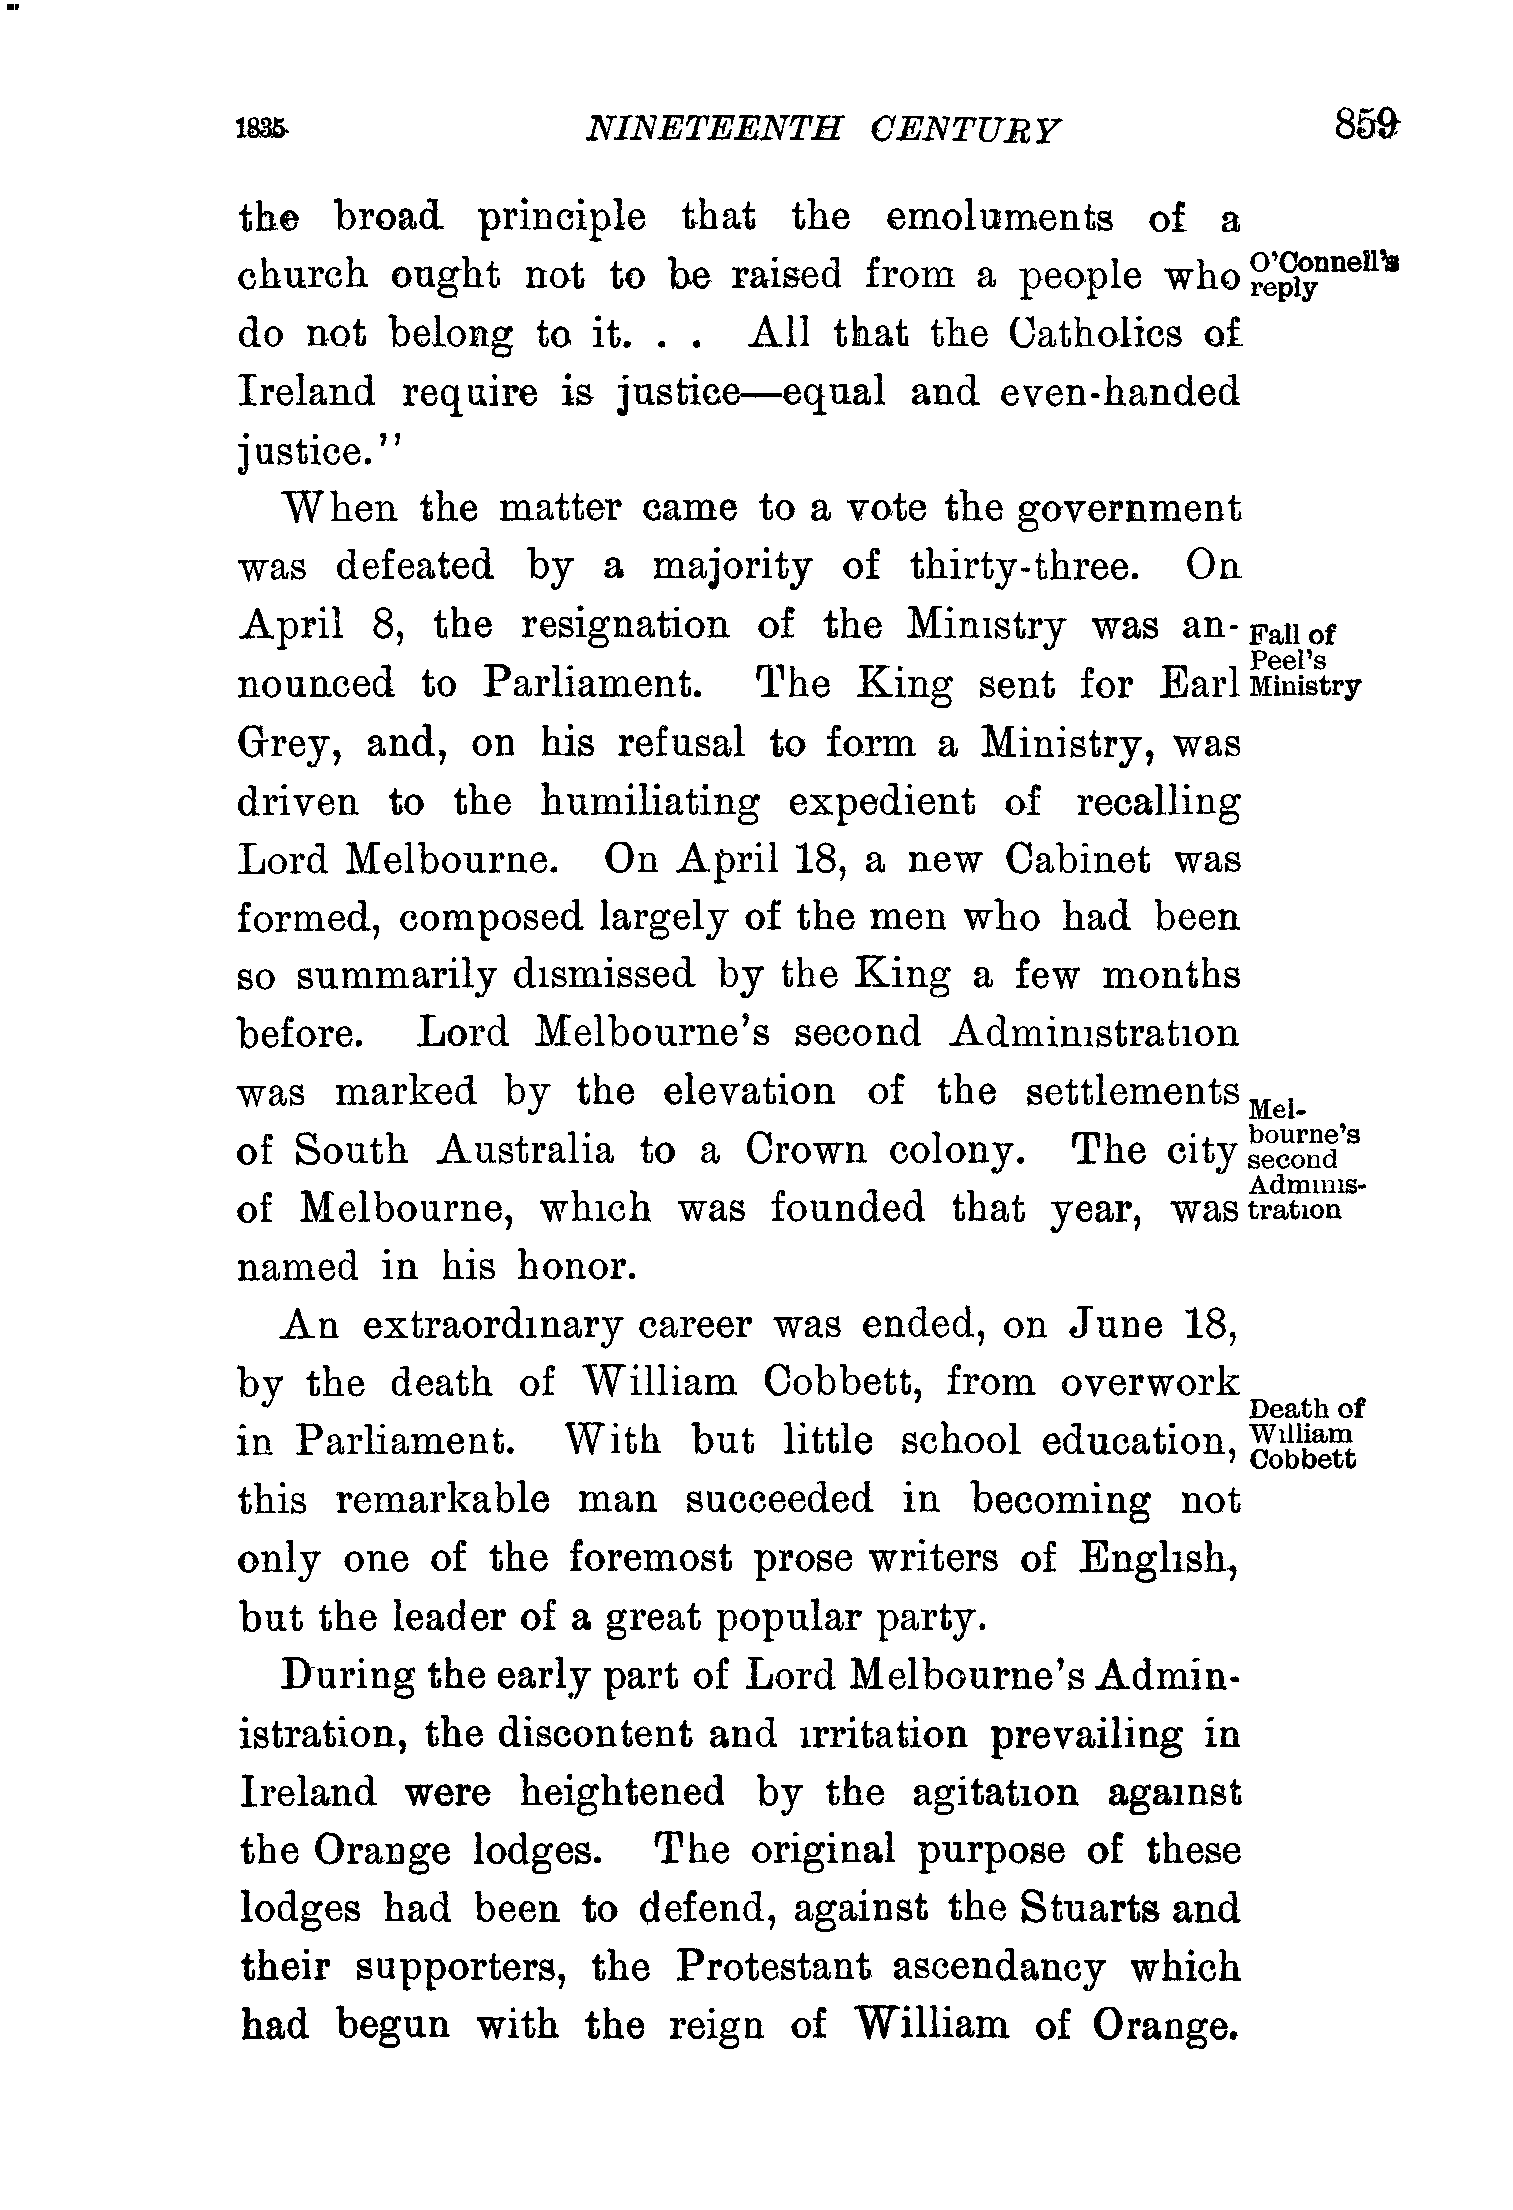 1835 NINETEENTH CENTURY 859
the broad principle that the emoluments of a
church ought not to be raised from a people who
O'Connell's
reply
do not belong to it. . . All that the Catholics of
Ireland require is justice—equal and even-handed
justice."
When the matter came to a vote the government
was defeated by a majority of thirty-three. On
April 8, the resignation of the Ministry was an-
Fall of
Peel's
Ministry
nounced to Parliament. The King sent for Earl
Grey, and, on his refusal to form a Ministry, was
driven to the humiliating expedient of recalling
Lord Melbourne. On April 18, a new Cabinet was
formed, composed largely of the men who had been
so summarily dismissed by the King a few months
before. Lord Melbourne's second Administration
was marked by the elevation of the settlements
Mel-
bourne's
second
Adminis-
tration
of South Australia to a Crown colony. The city
of Melbourne, which was founded that year, was
named in his honor.
An extraordinary career was ended, on June 18,
by the death of William Cobbett, from overwork
Death of
William
Cobbett
in Parliament. With but little school education,
this remarkable man succeeded in becoming not
only one of the foremost prose writers of English,
but the leader of a great popular party.
During the early part of Lord Melbourne's Admin-
istration, the discontent and irritation prevailing in
Ireland were heightened by the agitation against
the Orange lodges. The original purpose of these
lodges had been to defend, against the Stuarts and
their supporters, the Protestant ascendancy which
had begun with the reign of William of Orange.